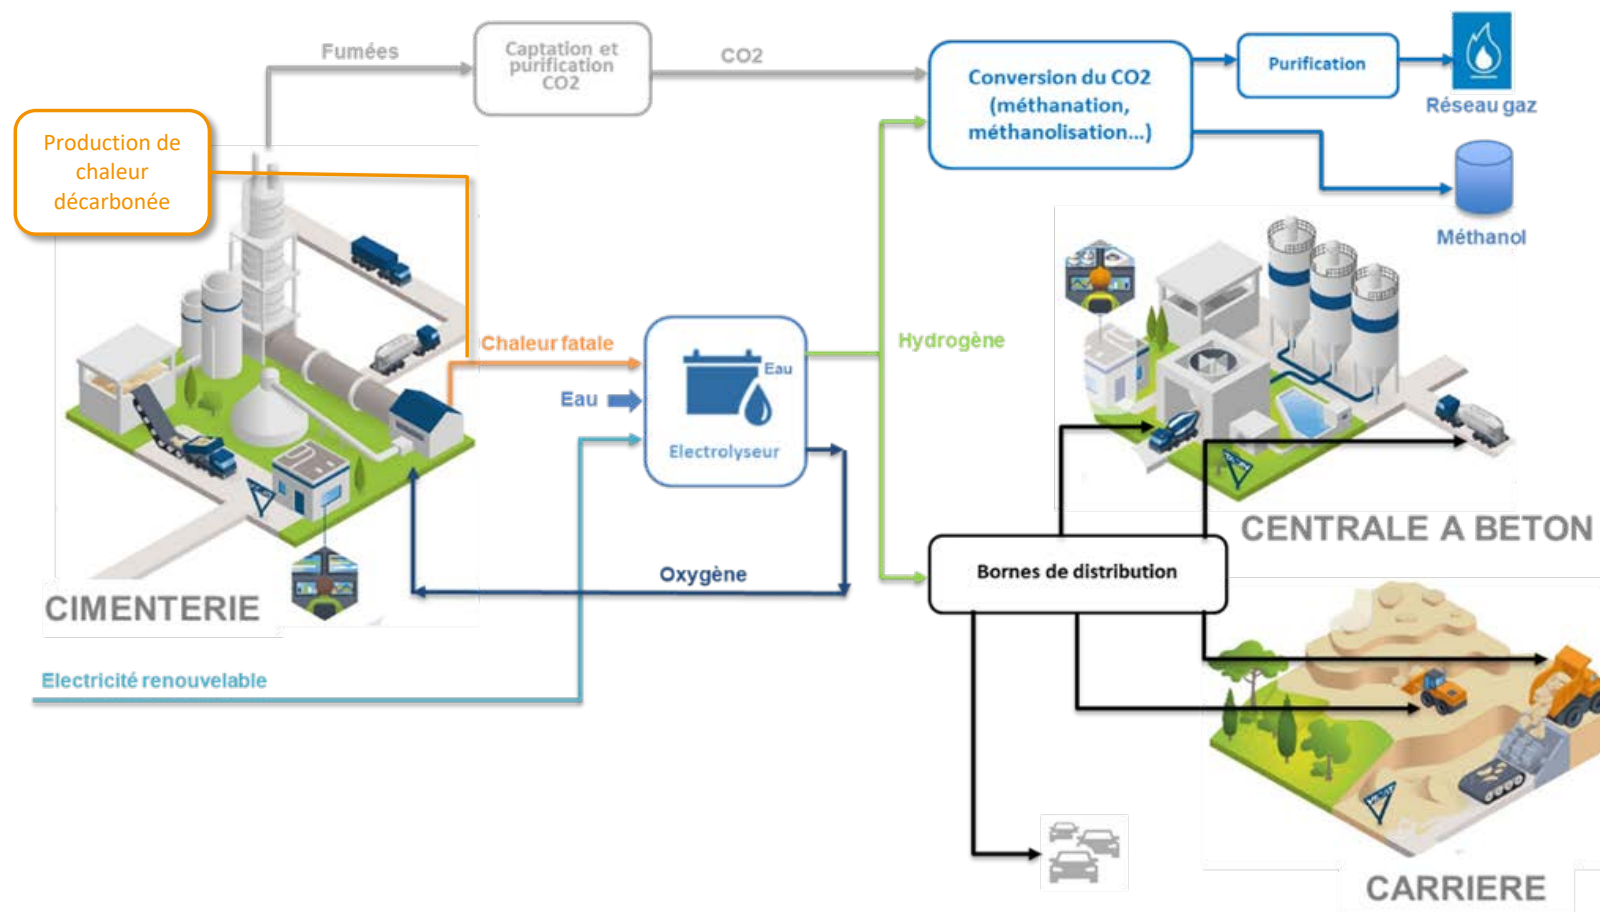 Fumées
Captation et
purification
CO2
CO2
Conversion du CO2
(méthanation,
méthanolisation...)
Purification
Réseau gaz
Production de
chaleur
décarbonée
Méthanol
Chaleur fatale
Eau
Eau
Electrolyseur
Hydrogène
CENTRALE A BETON
Oxygène
Bornes de distribution
CIMENTERIE
Electricité renouvelable
CARRIERE